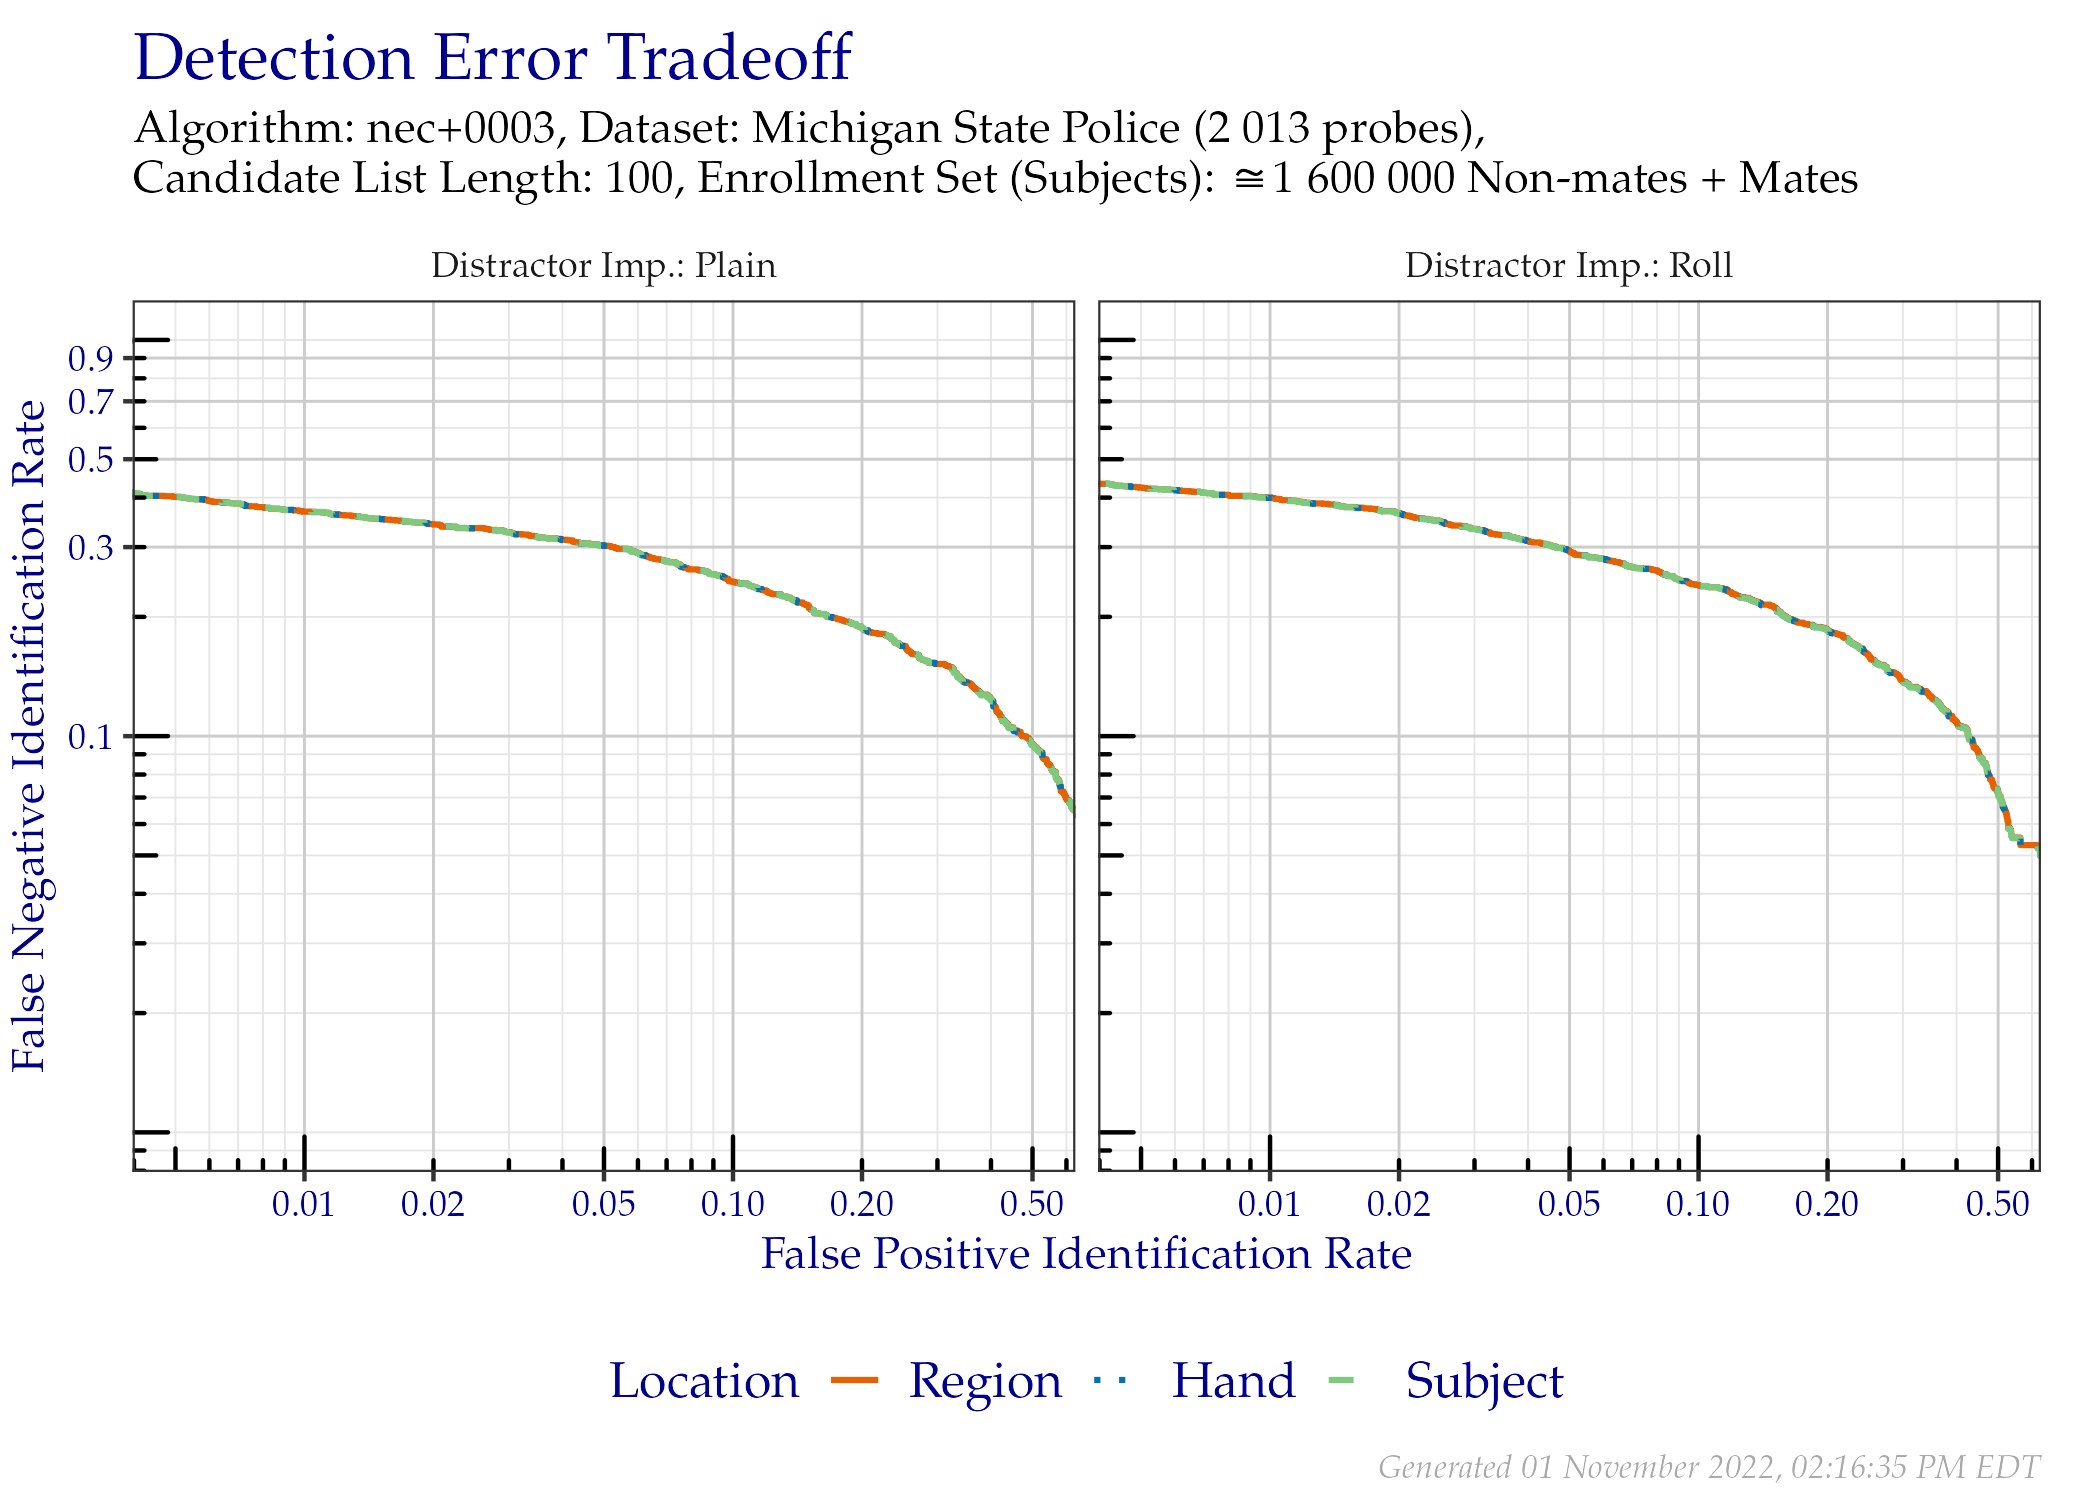 Detection Error Tradeoff
Algorithm: nec+0003, Dataset: Michigan State Police (2 013 probes),
Candidate List Length: 100, Enrollment Set (Subjects): ≅1 600 000 Non-mates + Mates
Distractor Imp.: Plain
Distractor Imp.: Roll
False Negative Identification Rate
0.9
0.7
0.5
0.3
0.1
0.01 0.02 0.05 0.10 0.20 0.50
0.01 0.02 0.05 0.10 0.20 0.50
False Positive Identification Rate
Location Region Hand Subject
Generated 01 November 2022, 02:16:35 PM EDT